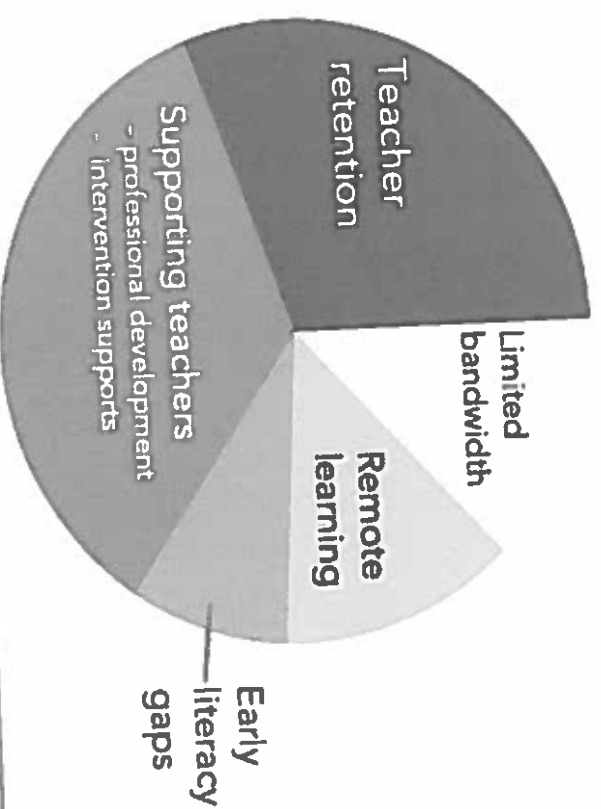 Limited
bandwidth
Teacher
retention
Remote
learning
Supporting teachers
- professional development
- intervention supports
Early
literacy
gaps